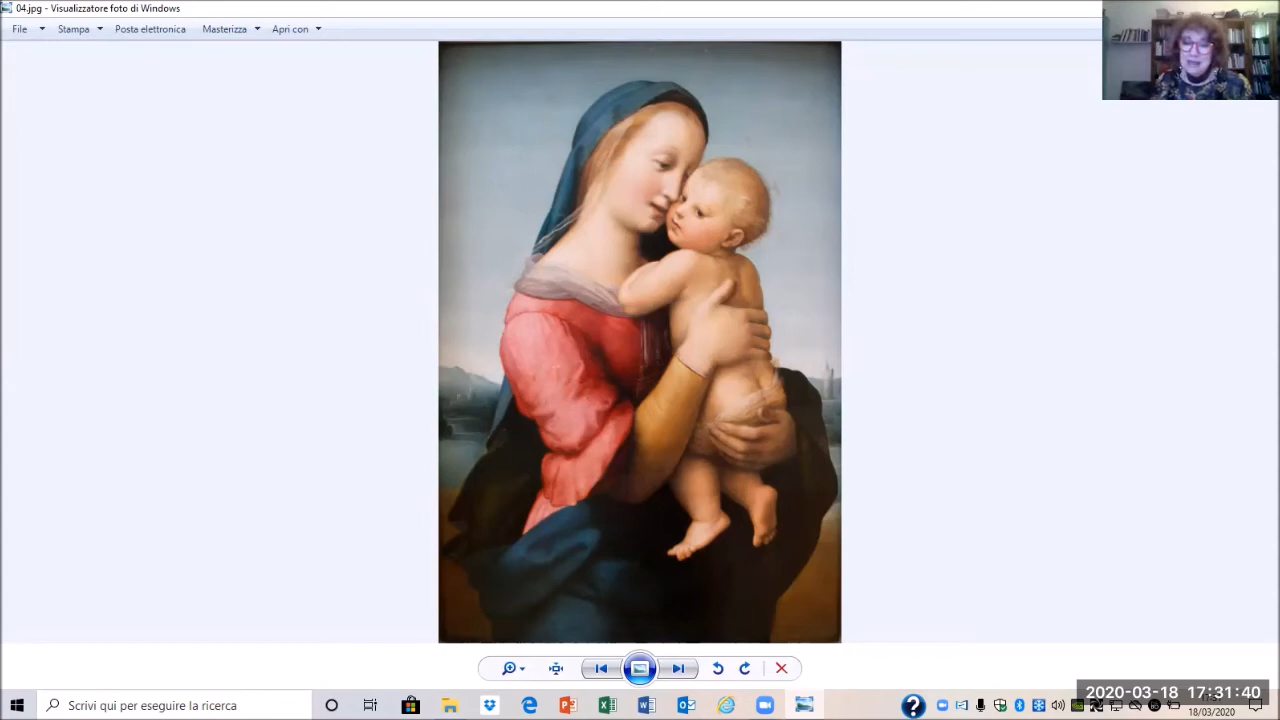 04.jpg - Visualizzatore foto di Windows
File Stampa Posta elettronica Masterizza Apri con
Scrivi qui per eseguire la ricerca
2020-03-18 17:31:40
18/03/2020